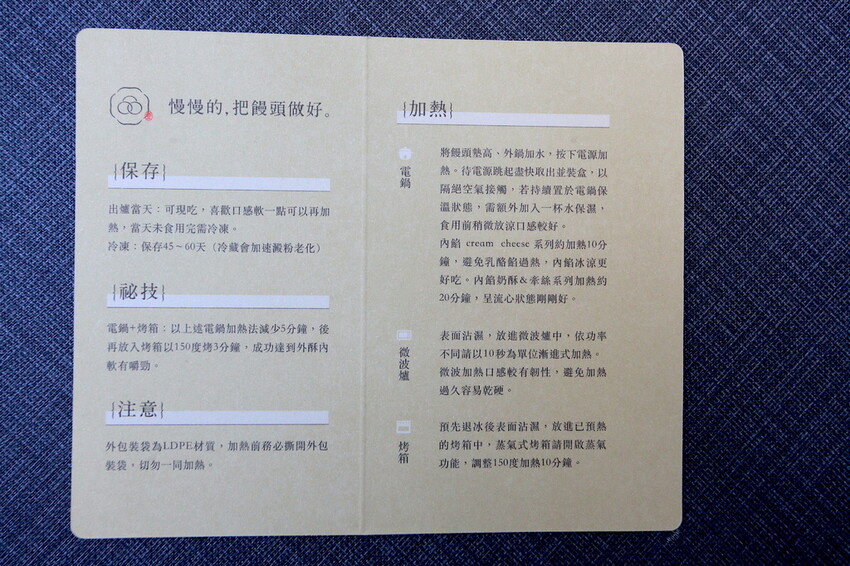 慢慢的,把饅頭做好。
{保存}
出爐當天：可現吃，喜歡口感軟一點可以再加
熱，當天未食用完需冷凍。
冷凍：保存45~60天（冷藏會加速澱粉老化）
{祕技}
電鍋+烤箱：以上述電鍋加熱法減少5分鐘，後
再放入烤箱以150度烤3分鐘，成功達到外酥內
軟有嚼勁。
{注意}
外包裝袋為LDPE材質，加熱前務必撕開外包
裝袋，切勿一同加熱。
{加熱}
電鍋
將饅頭墊高、外鍋加水，按下電源加
熱。待電源跳起盡快取出並裝盒，以
隔絕空氣接觸，若持續置於電鍋保
溫狀態，需額外加入一杯水保濕，
食用前稍微放涼口感較好。
內餡 cream cheese 系列約加熱10分
鐘，避免乳酪餡過熱，內餡冰涼更
好吃。內餡奶酥&牽絲系列加熱約
20分鐘，呈流心狀態剛剛好。
微波爐
表面沾濕，放進微波爐中，依功率
不同請以10秒為單位漸進式加熱。
微波加熱口感較有韌性，避免加熱
過久容易乾硬。
烤箱
預先退冰後表面沾濕，放進已預熱
的烤箱中，蒸氣式烤箱請開啟蒸氣
功能，調整150度加熱10分鐘。